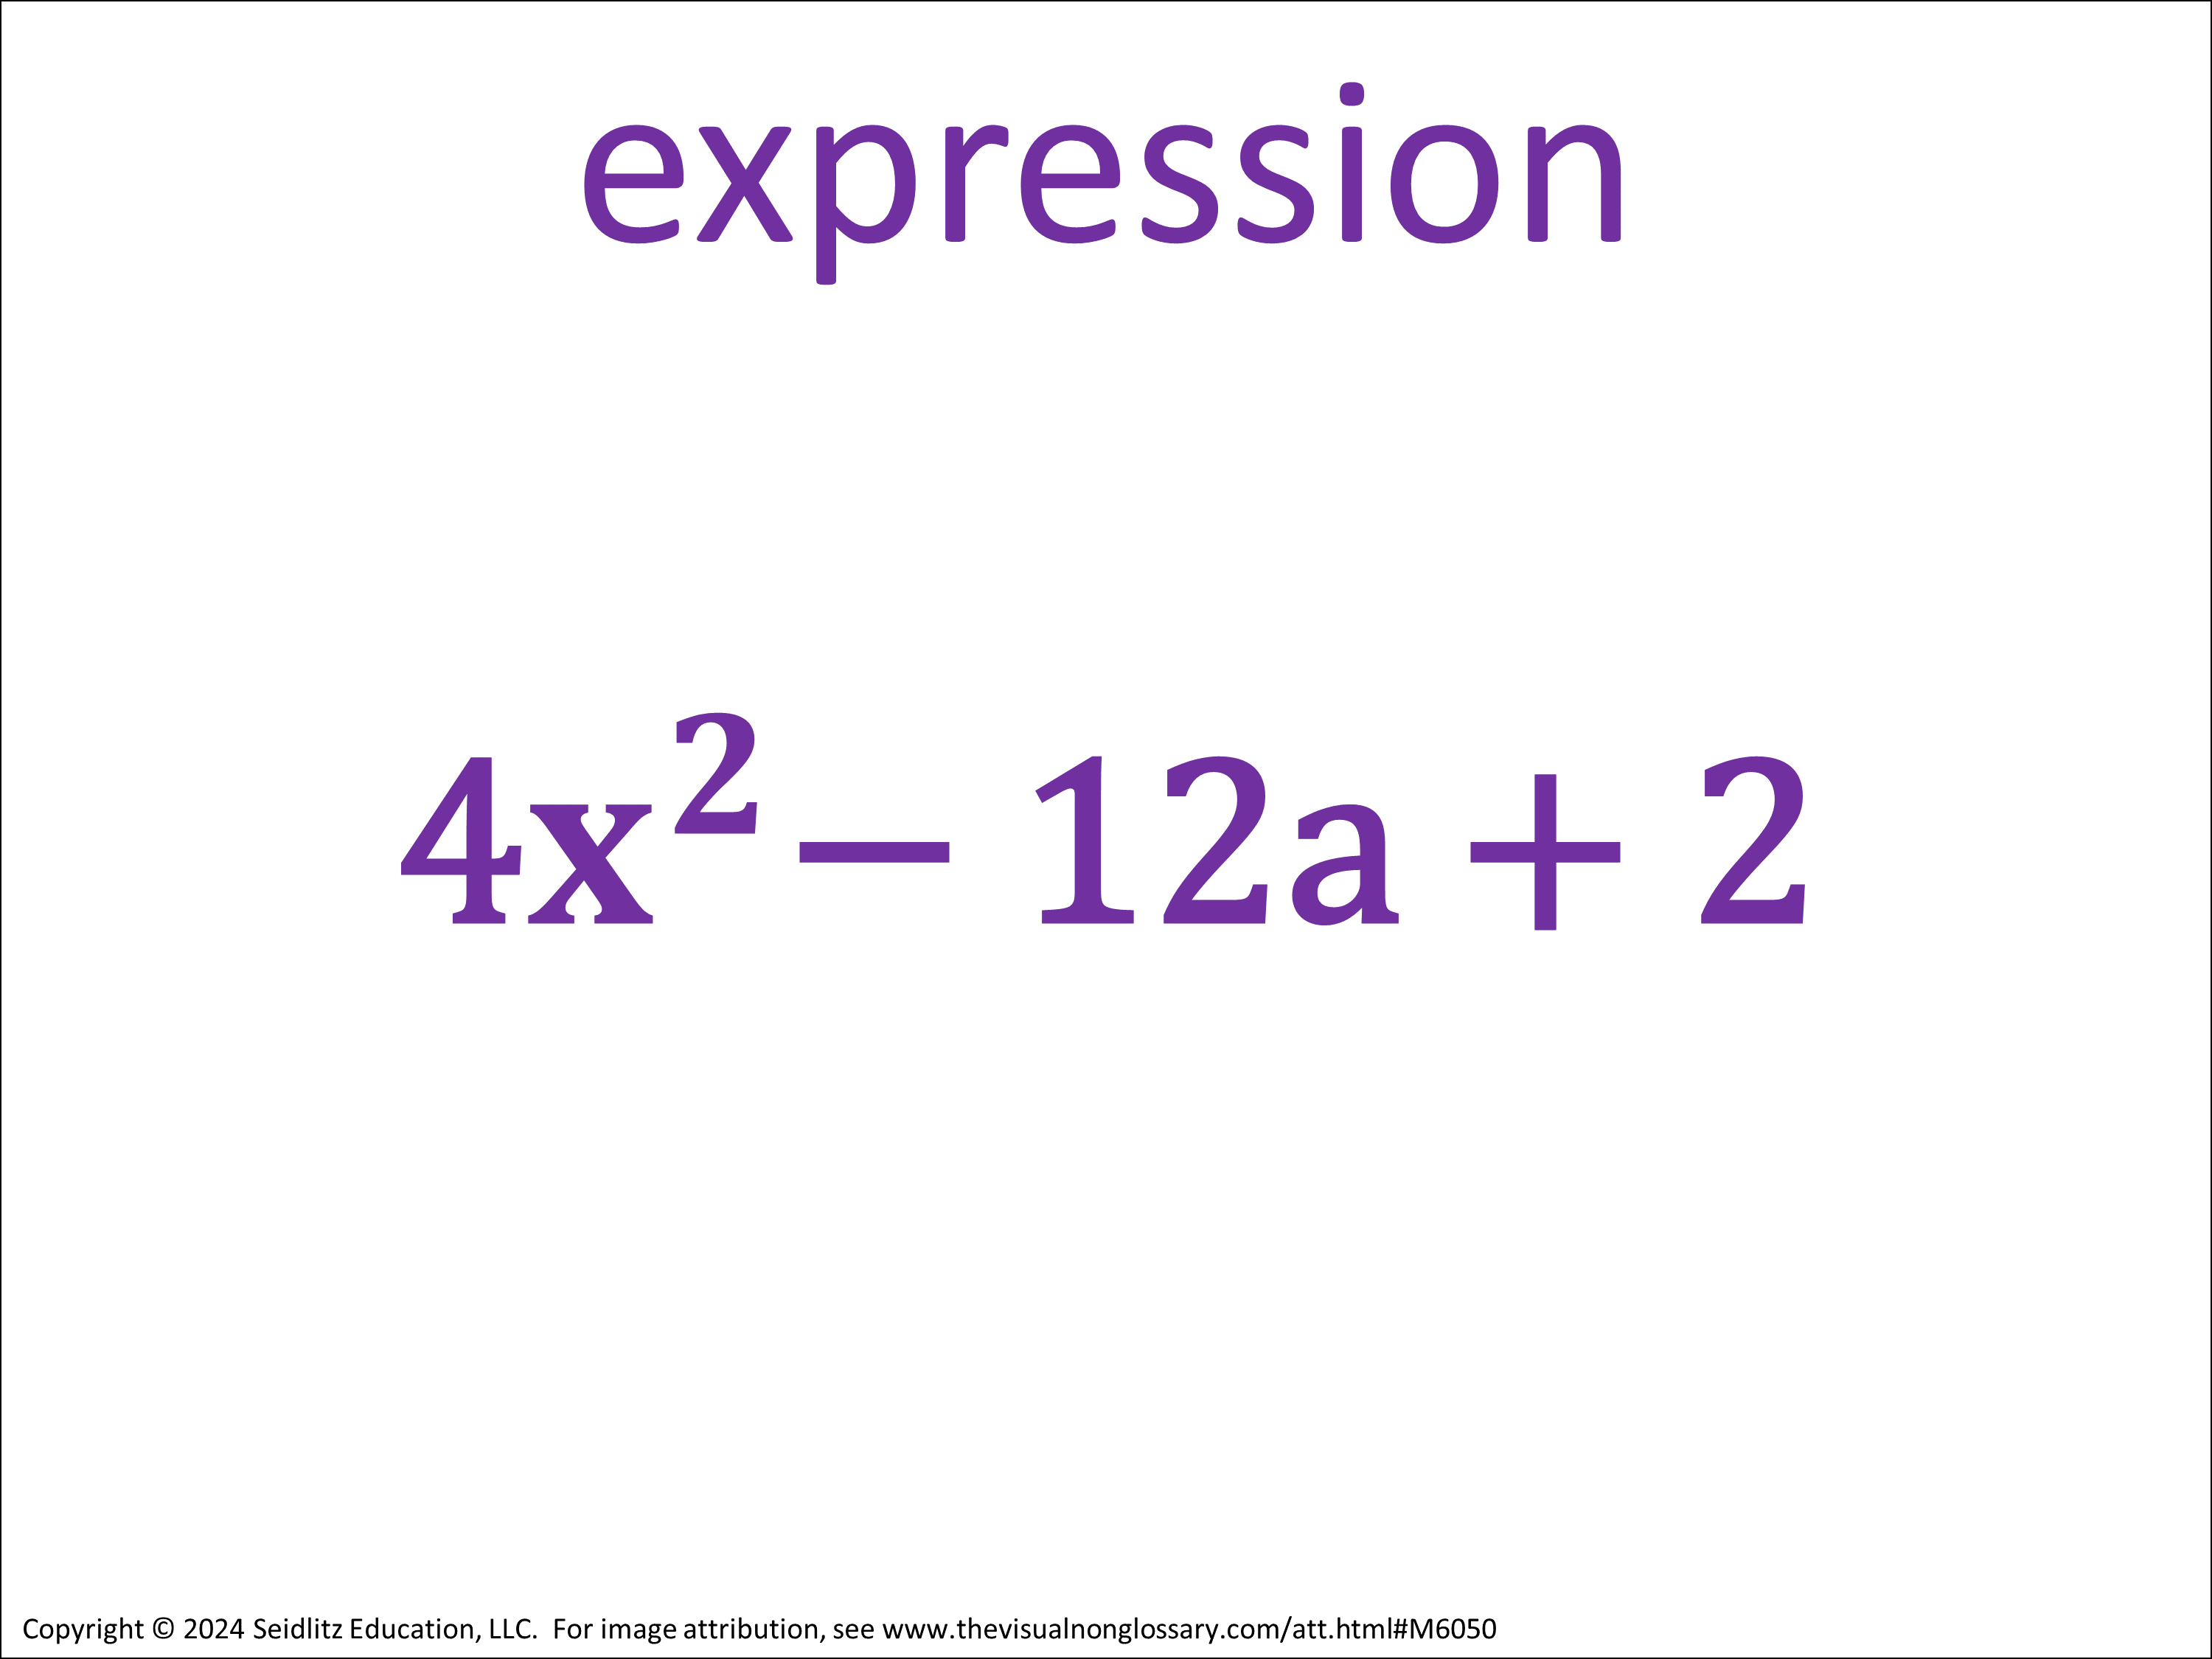 expression
4x² − 12a + 2
Copyright © 2024 Seidlitz Education, LLC.  For image attribution, see www.thevisualnonglossary.com/att.html#M6050